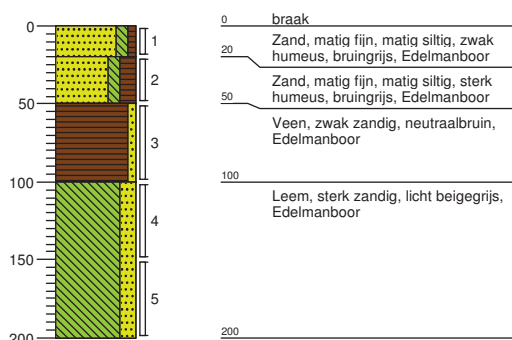 0
50
100
150
200
1
2
3
4
5
0 braak
Zand, matig fijn, matig siltig, zwak
humeus, bruingrijs, Edelmanboor
20
Zand, matig fijn, matig siltig, sterk
humeus, bruingrijs, Edelmanboor
50
Veen, zwak zandig, neutraalbruin,
Edelmanboor
100
Leem, sterk zandig, licht beigegrijs,
Edelmanboor
200